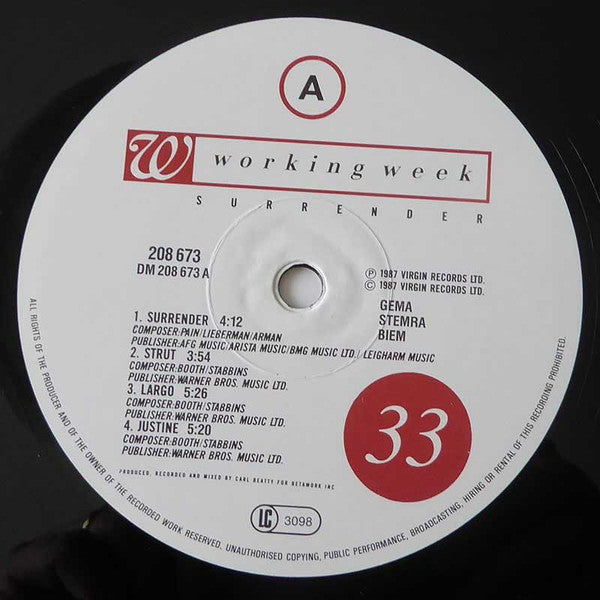 A
W working week
SURRENDER
208 673
DM 208 673 A
℗ 1987 VIRGIN RECORDS LTD.
© 1987 VIRGIN RECORDS LTD.
GEMA
STEMRA
BIEM
1. SURRENDER 4:12
COMPOSER:PAIN/LIEBERMAN/ARMAN
PUBLISHER:AFG MUSIC/ARISTA MUSIC/BMG MUSIC LTD./LEIGHARM MUSIC
2. STRUT 3:54
COMPOSER:BOOTH/STABBINS
PUBLISHER:WARNER BROS. MUSIC LTD.
3. LARGO 5:26
COMPOSER:BOOTH/STABBINS
PUBLISHER:WARNER BROS. MUSIC LTD.
4. JUSTINE 5:20
COMPOSER:BOOTH/STABBINS
PUBLISHER:WARNER BROS. MUSIC LTD.
33
PRODUCED, RECORDED AND MIXED BY CARL BEATTY FOR BETAWORK INC
LC 3098
ALL RIGHTS OF THE PRODUCER AND OF THE OWNER OF THE RECORDED WORK RESERVED. UNAUTHORISED COPYING, PUBLIC PERFORMANCE, BROADCASTING, HIRING OR RENTAL OF THIS RECORDING PROHIBITED.